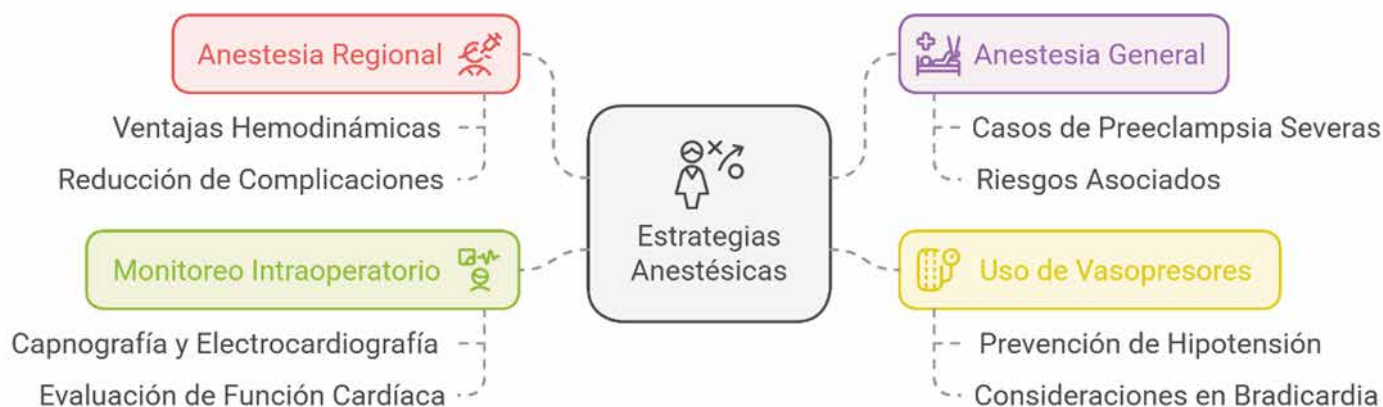 Anestesia Regional
Ventajas Hemodinámicas
Reducción de Complicaciones
Monitoreo Intraoperatorio
Capnografía y Electrocardiografía
Evaluación de Función Cardíaca
Estrategias
Anestésicas
Anestesia General
Casos de Preeclampsia Severas
Riesgos Asociados
Uso de Vasopresores
Prevención de Hipotensión
Consideraciones en Bradicardia